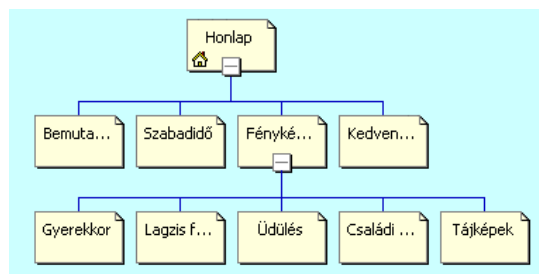 Honlap
Bemuta...
Szabadidő
Fényké...
Kedven...
Gyerekkor
Lagzis f...
Üdülés
Családi ...
Tájképek